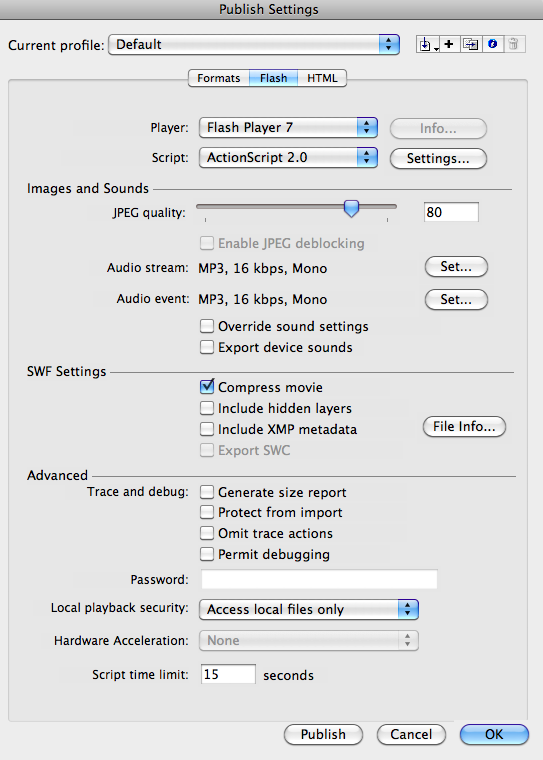 Publish Settings
Current profile: Default
Formats Flash HTML
Player: Flash Player 7 Info...
Script: ActionScript 2.0 Settings...
Images and Sounds
JPEG quality: 80
Enable JPEG deblocking
Audio stream: MP3, 16 kbps, Mono Set...
Audio event: MP3, 16 kbps, Mono Set...
Override sound settings
Export device sounds
SWF Settings
Compress movie
Include hidden layers
Include XMP metadata File Info...
Export SWC
Advanced
Trace and debug: Generate size report
Protect from import
Omit trace actions
Permit debugging
Password:
Local playback security: Access local files only
Hardware Acceleration: None
Script time limit: 15 seconds
Publish Cancel OK